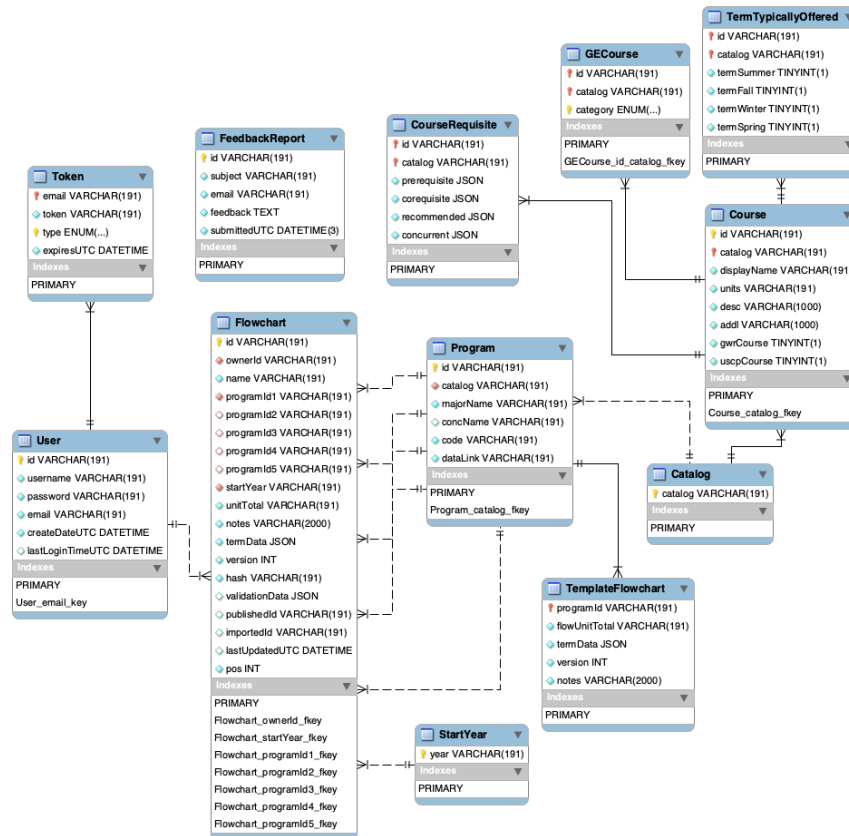 TermTypicallyOffered
id VARCHAR(191)
catalog VARCHAR(191)
termSummer TINYINT(1)
termFall TINYINT(1)
termWinter TINYINT(1)
termSpring TINYINT(1)
Indexes
PRIMARY
GECourse
id VARCHAR(191)
catalog VARCHAR(191)
category ENUM(...)
Indexes
PRIMARY
GECourse_id_catalog_fkey
CourseRequisite
id VARCHAR(191)
catalog VARCHAR(191)
prerequisite JSON
corequisite JSON
recommended JSON
concurrent JSON
Indexes
PRIMARY
FeedbackReport
id VARCHAR(191)
subject VARCHAR(191)
email VARCHAR(191)
feedback TEXT
submittedUTC DATETIME(3)
Indexes
PRIMARY
Token
email VARCHAR(191)
token VARCHAR(191)
type ENUM(...)
expiresUTC DATETIME
Indexes
PRIMARY
Course
id VARCHAR(191)
catalog VARCHAR(191)
displayName VARCHAR(191
units VARCHAR(191)
desc VARCHAR(1000)
addl VARCHAR(1000)
gwrCourse TINYINT(1)
uscpCourse TINYINT(1)
Indexes
PRIMARY
Course_catalog_fkey
Flowchart
id VARCHAR(191)
ownerId VARCHAR(191)
name VARCHAR(191)
programId1 VARCHAR(191)
programId2 VARCHAR(191)
programId3 VARCHAR(191)
programId4 VARCHAR(191)
programId5 VARCHAR(191)
startYear VARCHAR(191)
unitTotal VARCHAR(191)
notes VARCHAR(2000)
termData JSON
version INT
hash VARCHAR(191)
validationData JSON
publishedId VARCHAR(191)
importedId VARCHAR(191)
lastUpdatedUTC DATETIME
pos INT
Indexes
PRIMARY
Flowchart_ownerId_fkey
Flowchart_startYear_fkey
Flowchart_programId1_fkey
Flowchart_programId2_fkey
Flowchart_programId3_fkey
Flowchart_programId4_fkey
Flowchart_programId5_fkey
Program
id VARCHAR(191)
catalog VARCHAR(191)
majorName VARCHAR(191)
concName VARCHAR(191)
code VARCHAR(191)
dataLink VARCHAR(191)
Indexes
PRIMARY
Program_catalog_fkey
User
id VARCHAR(191)
username VARCHAR(191)
password VARCHAR(191)
email VARCHAR(191)
createDateUTC DATETIME
lastLoginTimeUTC DATETIME
Indexes
PRIMARY
User_email_key
Catalog
catalog VARCHAR(191)
Indexes
PRIMARY
TemplateFlowchart
programId VARCHAR(191)
flowUnitTotal VARCHAR(191)
termData JSON
version INT
notes VARCHAR(2000)
Indexes
PRIMARY
StartYear
year VARCHAR(191)
Indexes
PRIMARY